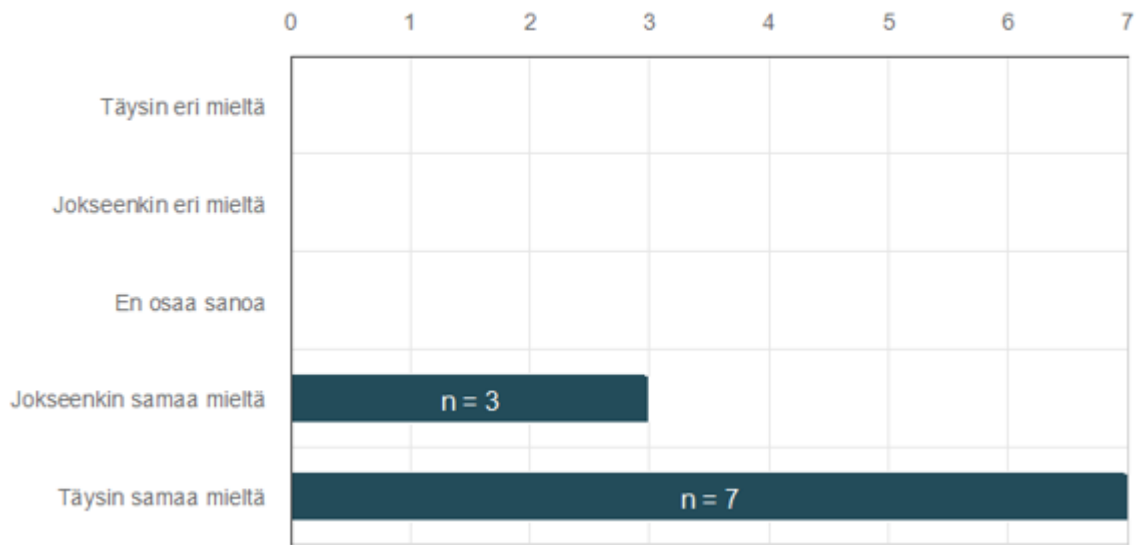 0 1 2 3 4 5 6 7
Täysin eri mieltä
Jokseenkin eri mieltä
En osaa sanoa
Jokseenkin samaa mieltä
n = 3
Täysin samaa mieltä
n = 7